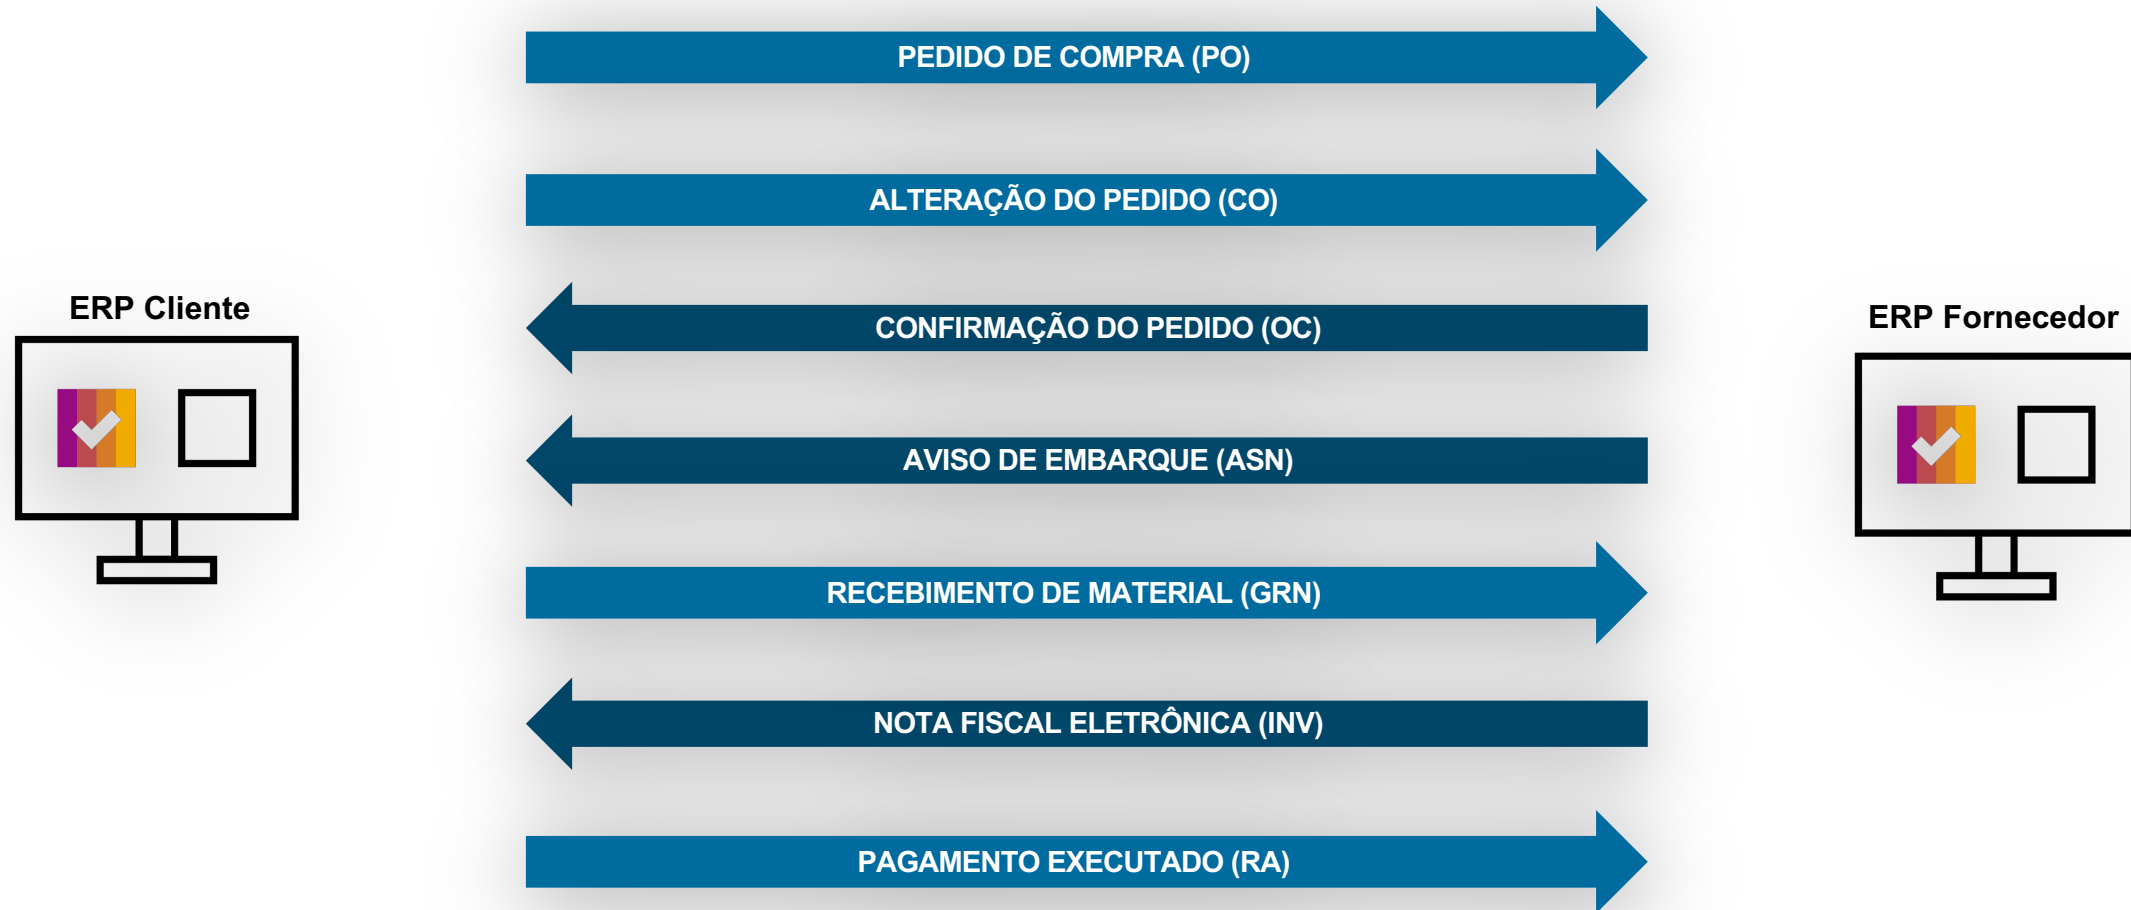 PEDIDO DE COMPRA (PO)
ALTERAÇÃO DO PEDIDO (CO)
ERP Cliente
CONFIRMAÇÃO DO PEDIDO (OC)
ERP Fornecedor
AVISO DE EMBARQUE (ASN)
RECEBIMENTO DE MATERIAL (GRN)
NOTA FISCAL ELETRÔNICA (INV)
PAGAMENTO EXECUTADO (RA)